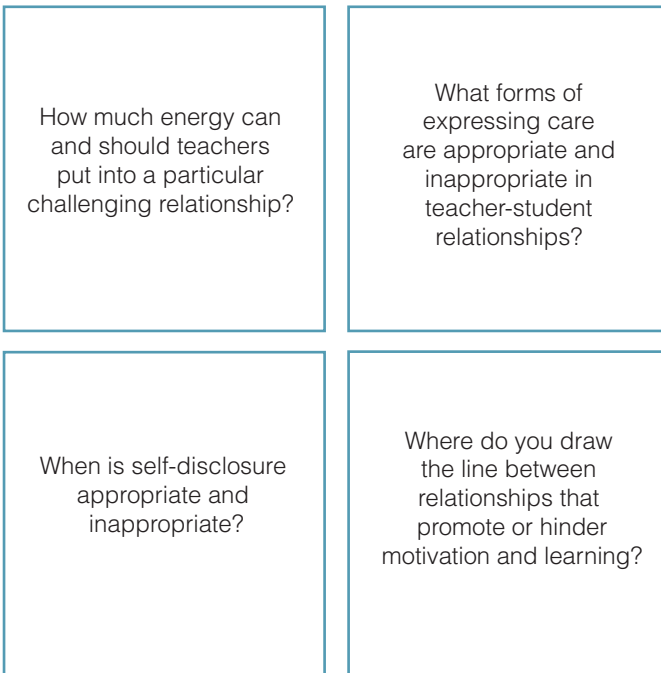 How much energy can
and should teachers
put into a particular
challenging relationship?
What forms of
expressing care
are appropriate and
inappropriate in
teacher-student
relationships?
When is self-disclosure
appropriate and
inappropriate?
Where do you draw
the line between
relationships that
promote or hinder
motivation and learning?